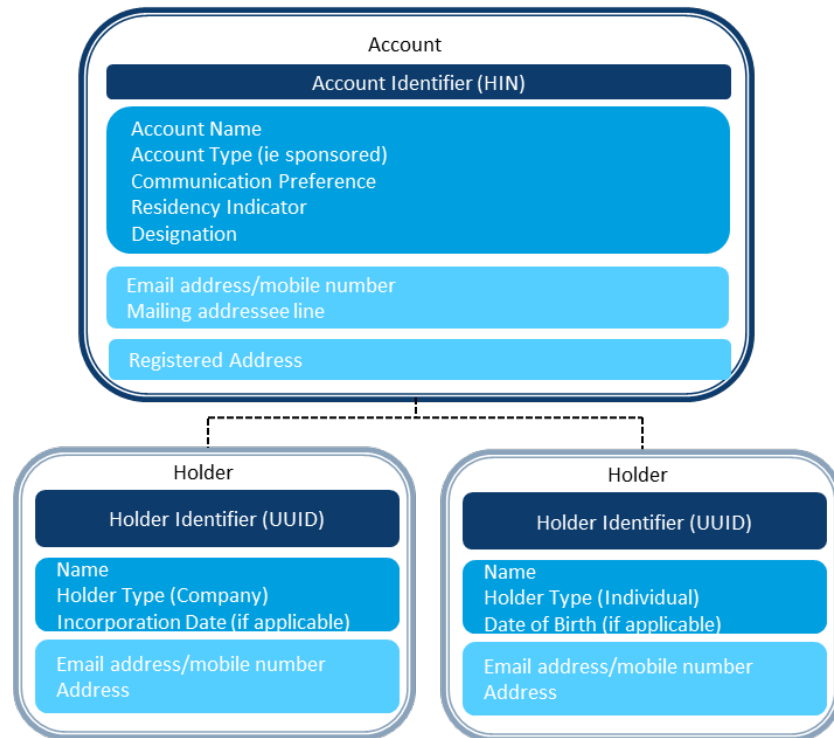 Account
Account Identifier (HIN)
Account Name
Account Type (ie sponsored)
Communication Preference
Residency Indicator
Designation
Email address/mobile number
Mailing addressee line
Registered Address
Holder
Holder Identifier (UUID)
Name
Holder Type (Company)
Incorporation Date (if applicable)
Email address/mobile number
Address
Holder
Holder Identifier (UUID)
Name
Holder Type (Individual)
Date of Birth (if applicable)
Email address/mobile number
Address